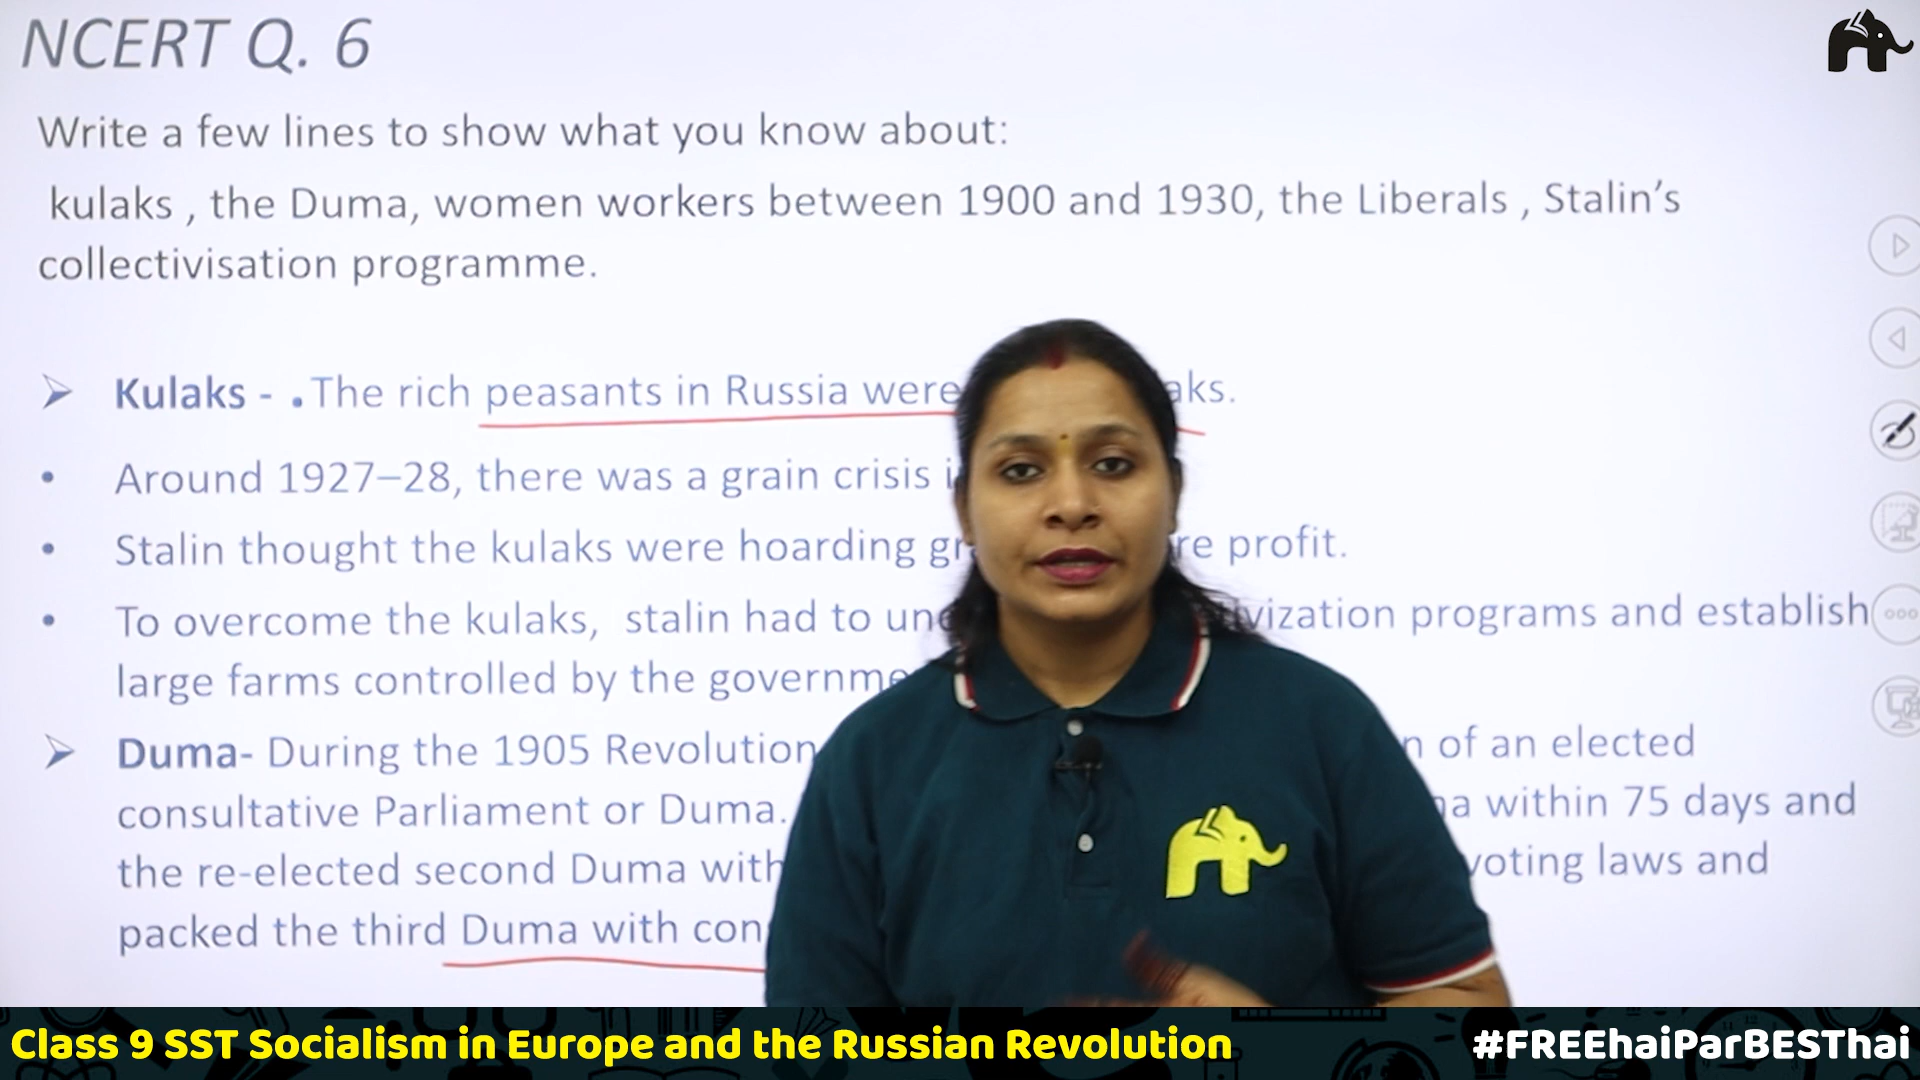 NCERT Q. 6
Write a few lines to show what you know about:
kulaks , the Duma, women workers between 1900 and 1930, the Liberals , Stalin’s
collectivisation programme.
➢ Kulaks - .The rich peasants in Russia were
• Around 1927–28, there was a grain crisis
• Stalin thought the kulaks were hoarding profit.
• To overcome the kulaks, stalin had to programs and establish
large farms controlled by the
➢ Duma- During the 1905 Revolution of an elected
consultative Parliament or Duma. within 75 days and
the re-elected second Duma with voting laws and
packed the third Duma with
Class 9 SST Socialism in Europe and the Russian Revolution
#FREEhaiParBESThai